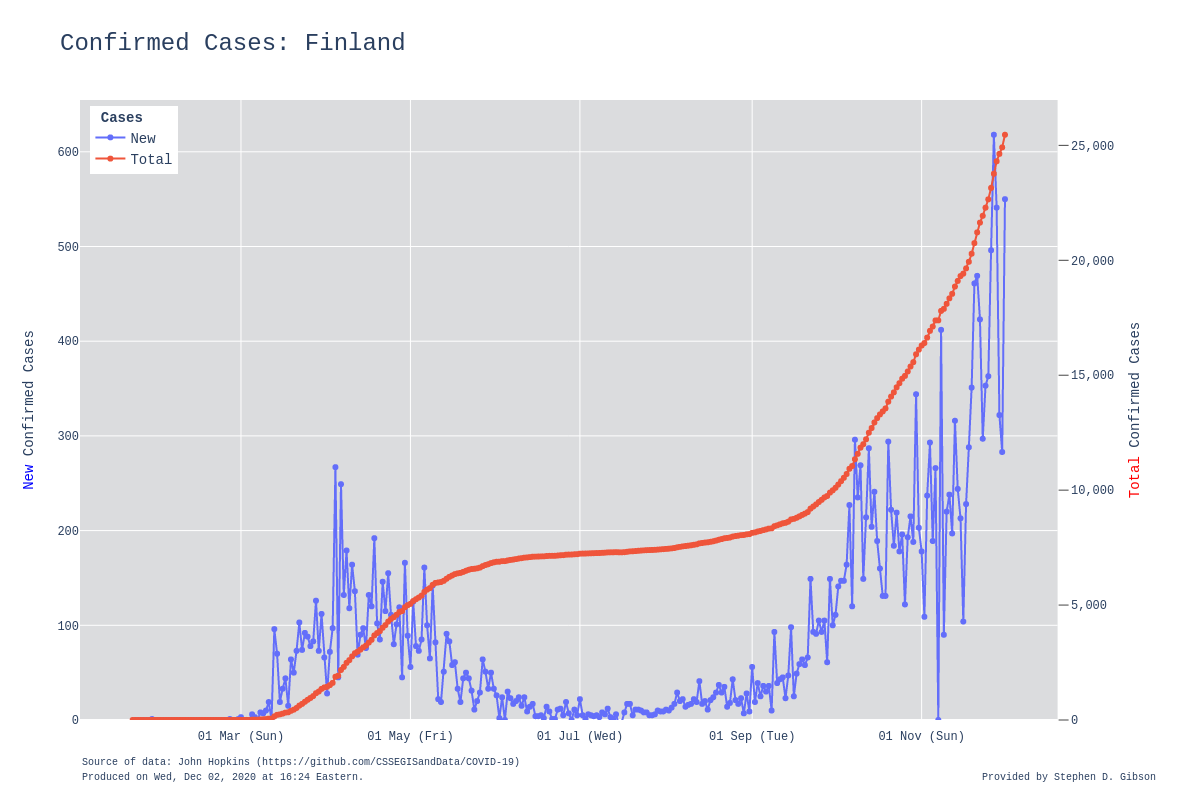 Confirmed Cases: Finland
Cases
New
Total
600
500
400
300
200
100
0
25,000
20,000
15,000
10,000
5,000
0
New Confirmed Cases
Total Confirmed Cases
01 Mar (Sun) 01 May (Fri) 01 Jul (Wed) 01 Sep (Tue) 01 Nov (Sun)
Source of data: John Hopkins (https://github.com/CSSEGISandData/COVID-19)
Produced on Wed, Dec 02, 2020 at 16:24 Eastern.
Provided by Stephen D. Gibson